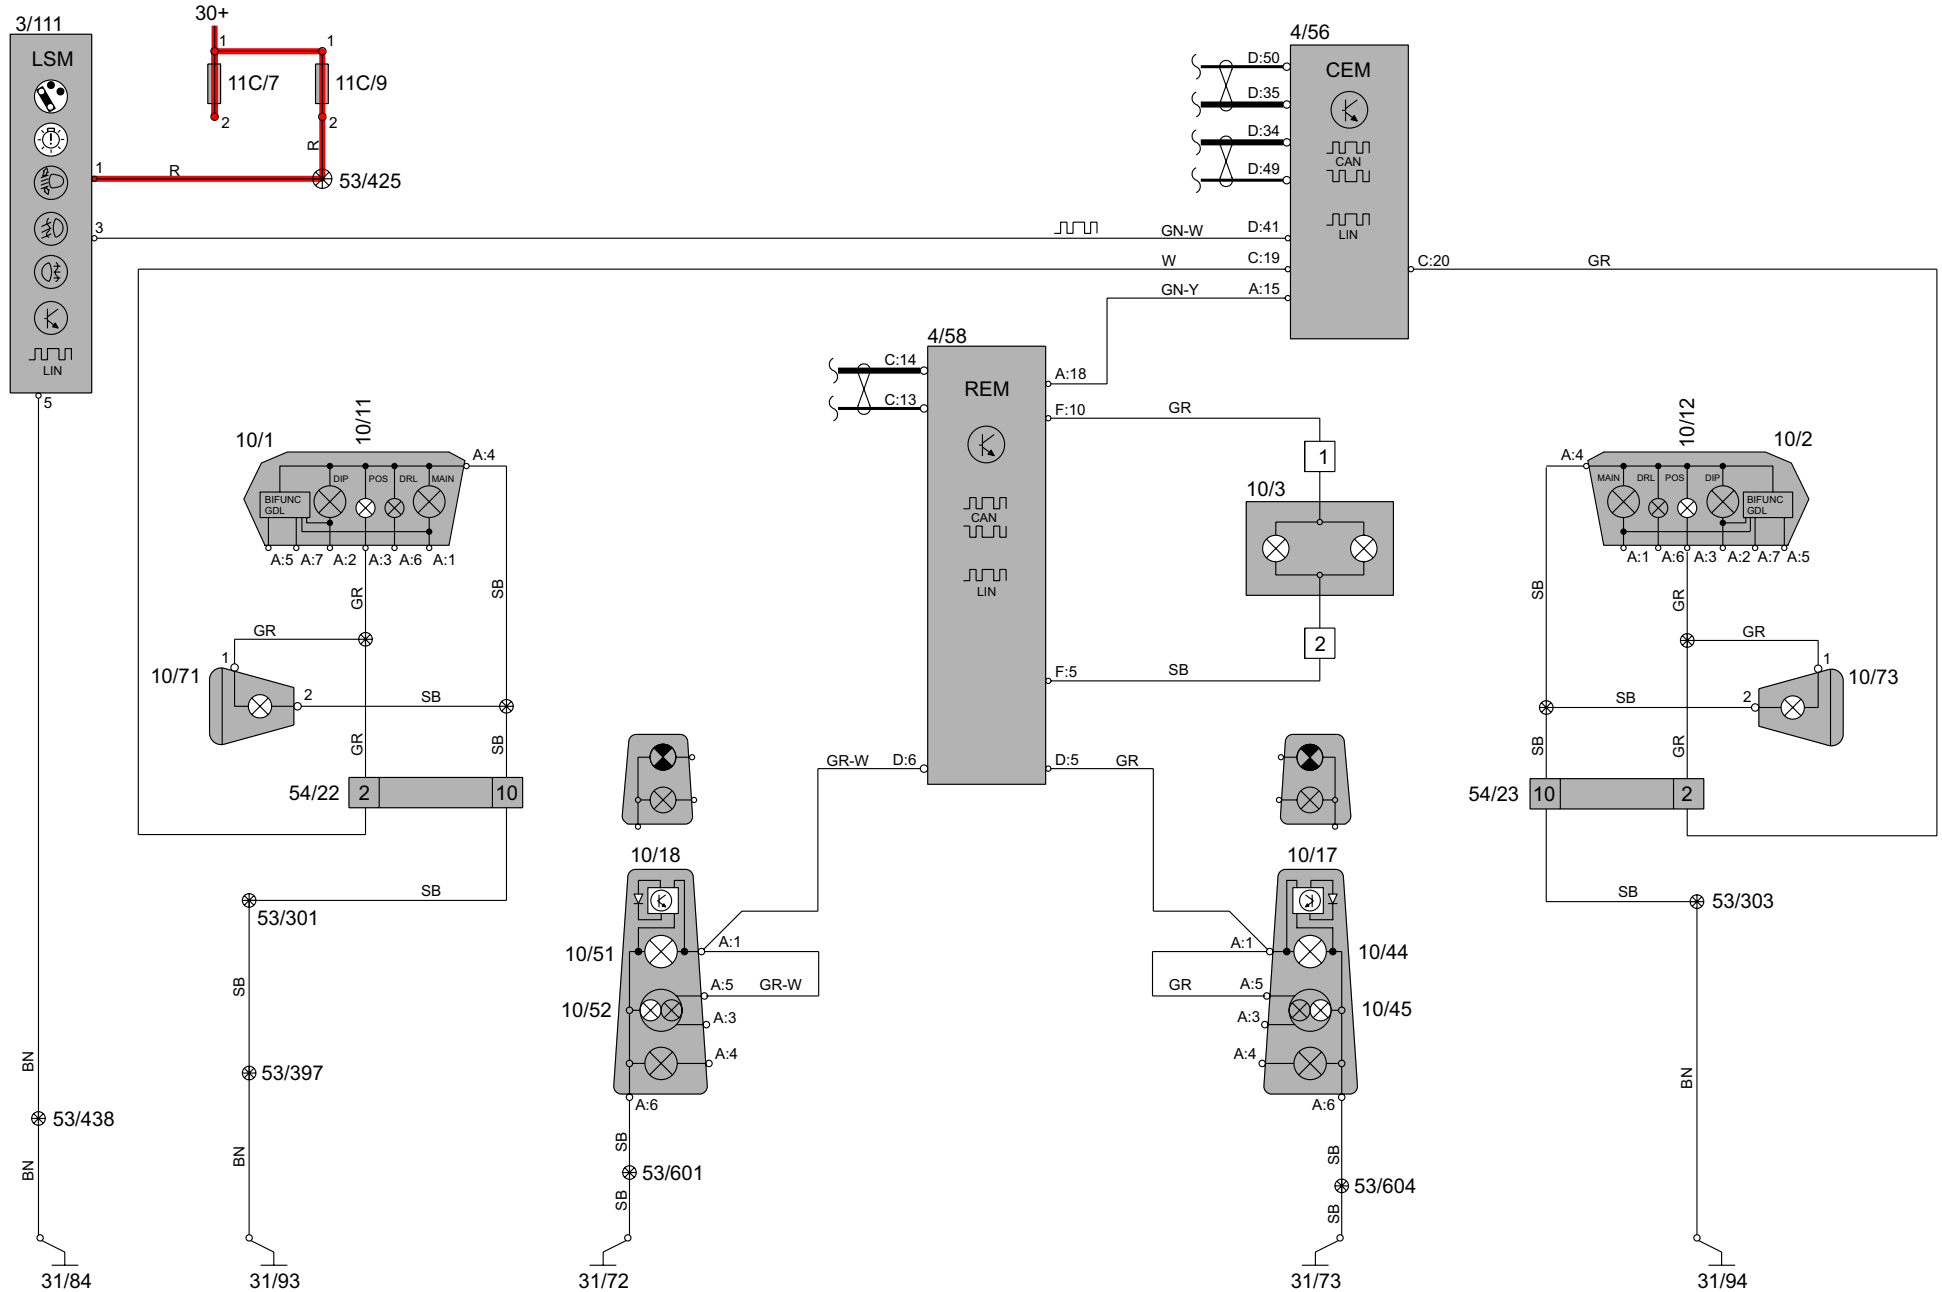 3/111
LSM
LIN
1
3
5
30+
1
1
11C/7
11C/9
2
2
R
R
53/425
4/56
CEM
CAN
LIN
D:50
D:35
D:34
D:49
GN-W
D:41
W
C:19
GN-Y
A:15
C:20
GR
4/58
REM
CAN
LIN
C:14
C:13
A:18
F:10
GR
1
10/3
2
F:5
SB
GR-W
D:6
D:5
GR
10/1
10/11
A:4
DIP
POS
DRL
MAIN
BIFUNC
GDL
A:5
A:7
A:2
A:3
A:6
A:1
GR
SB
GR
1
10/71
2
SB
GR
SB
54/22
2
10
SB
53/301
SB
53/397
BN
BN
53/438
BN
31/84
31/93
10/18
10/51
A:1
A:5
GR-W
10/52
A:3
A:4
A:6
SB
53/601
SB
31/72
10/17
A:1
10/44
GR
A:5
10/45
A:3
A:4
A:6
SB
53/604
SB
31/73
10/12
10/2
A:4
MAIN
DRL
POS
DIP
BIFUNC
GDL
A:1
A:6
A:3
A:2
A:7
A:5
SB
GR
GR
1
10/73
2
SB
SB
GR
54/23
10
2
SB
53/303
BN
31/94